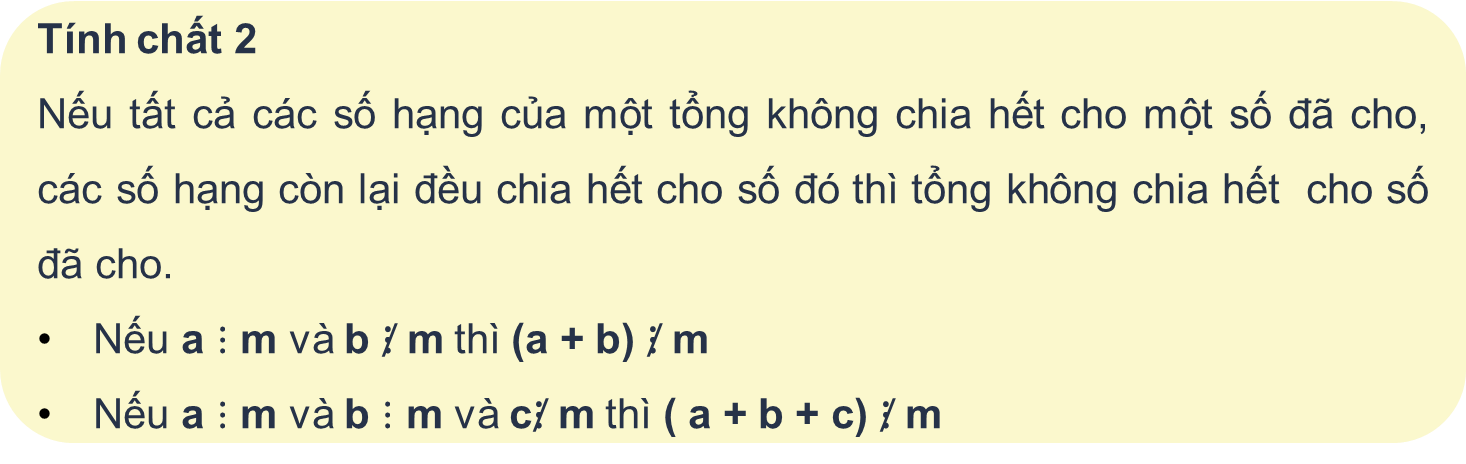 Tính chất 2
Nếu tất cả các số hạng của một tổng không chia hết cho một số đã cho,
các số hạng còn lại đều chia hết cho số đó thì tổng không chia hết cho số
đã cho.
• Nếu a ⋮ m và b ⋮̸ m thì (a + b) ⋮̸ m
• Nếu a ⋮ m và b ⋮ m và c⋮̸ m thì ( a + b + c) ⋮̸ m